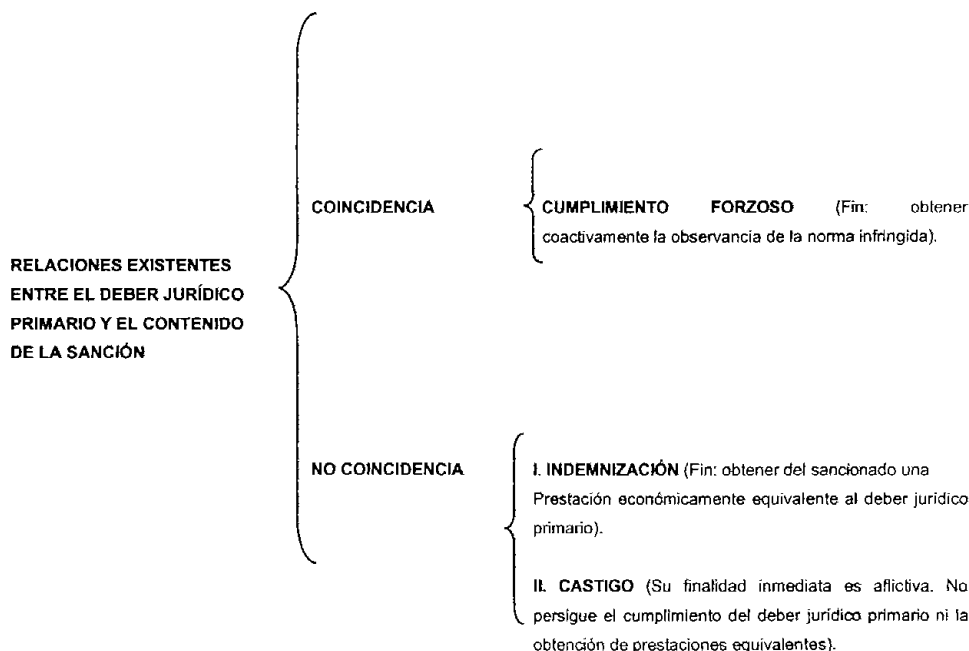 RELACIONES EXISTENTES
ENTRE EL DEBER JURÍDICO
PRIMARIO Y EL CONTENIDO
DE LA SANCIÓN
COINCIDENCIA
CUMPLIMIENTO FORZOSO (Fin: obtener
coactivamente la observancia de la norma infringida).
NO COINCIDENCIA
I. INDEMNIZACIÓN (Fin: obtener del sancionado una
Prestación económicamente equivalente al deber jurídico
primario).
II. CASTIGO (Su finalidad inmediata es aflictiva. No
persigue el cumplimiento del deber jurídico primario ni la
obtención de prestaciones equivalentes).